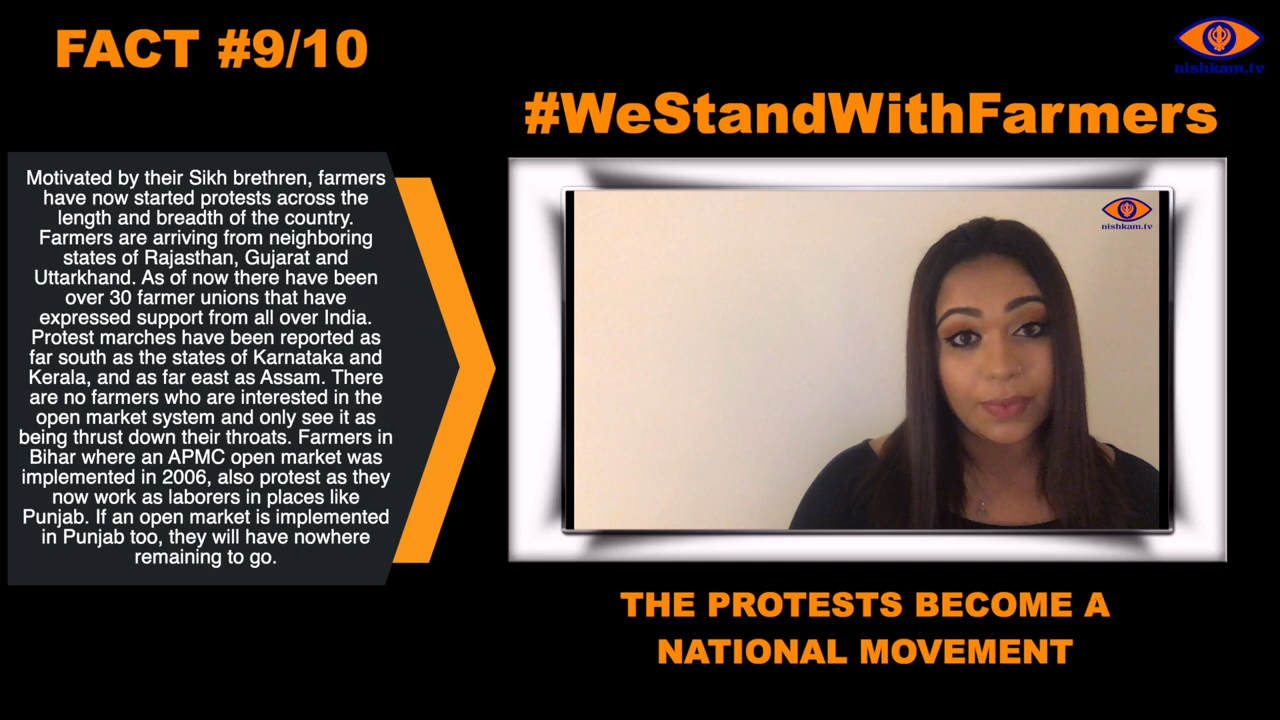 FACT #9/10
nishkam.tv
#WeStandWithFarmers
Motivated by their Sikh brethren, farmers
have now started protests across the
length and breadth of the country.
Farmers are arriving from neighboring
states of Rajasthan, Gujarat and
Uttarkhand. As of now there have been
over 30 farmer unions that have
expressed support from all over India.
Protest marches have been reported as
far south as the states of Karnataka and
Kerala, and as far east as Assam. There
are no farmers who are interested in the
open market system and only see it as
being thrust down their throats. Farmers in
Bihar where an APMC open market was
implemented in 2006, also protest as they
now work as laborers in places like
Punjab. If an open market is implemented
in Punjab too, they will have nowhere
remaining to go.
nishkam.tv
THE PROTESTS BECOME A
NATIONAL MOVEMENT